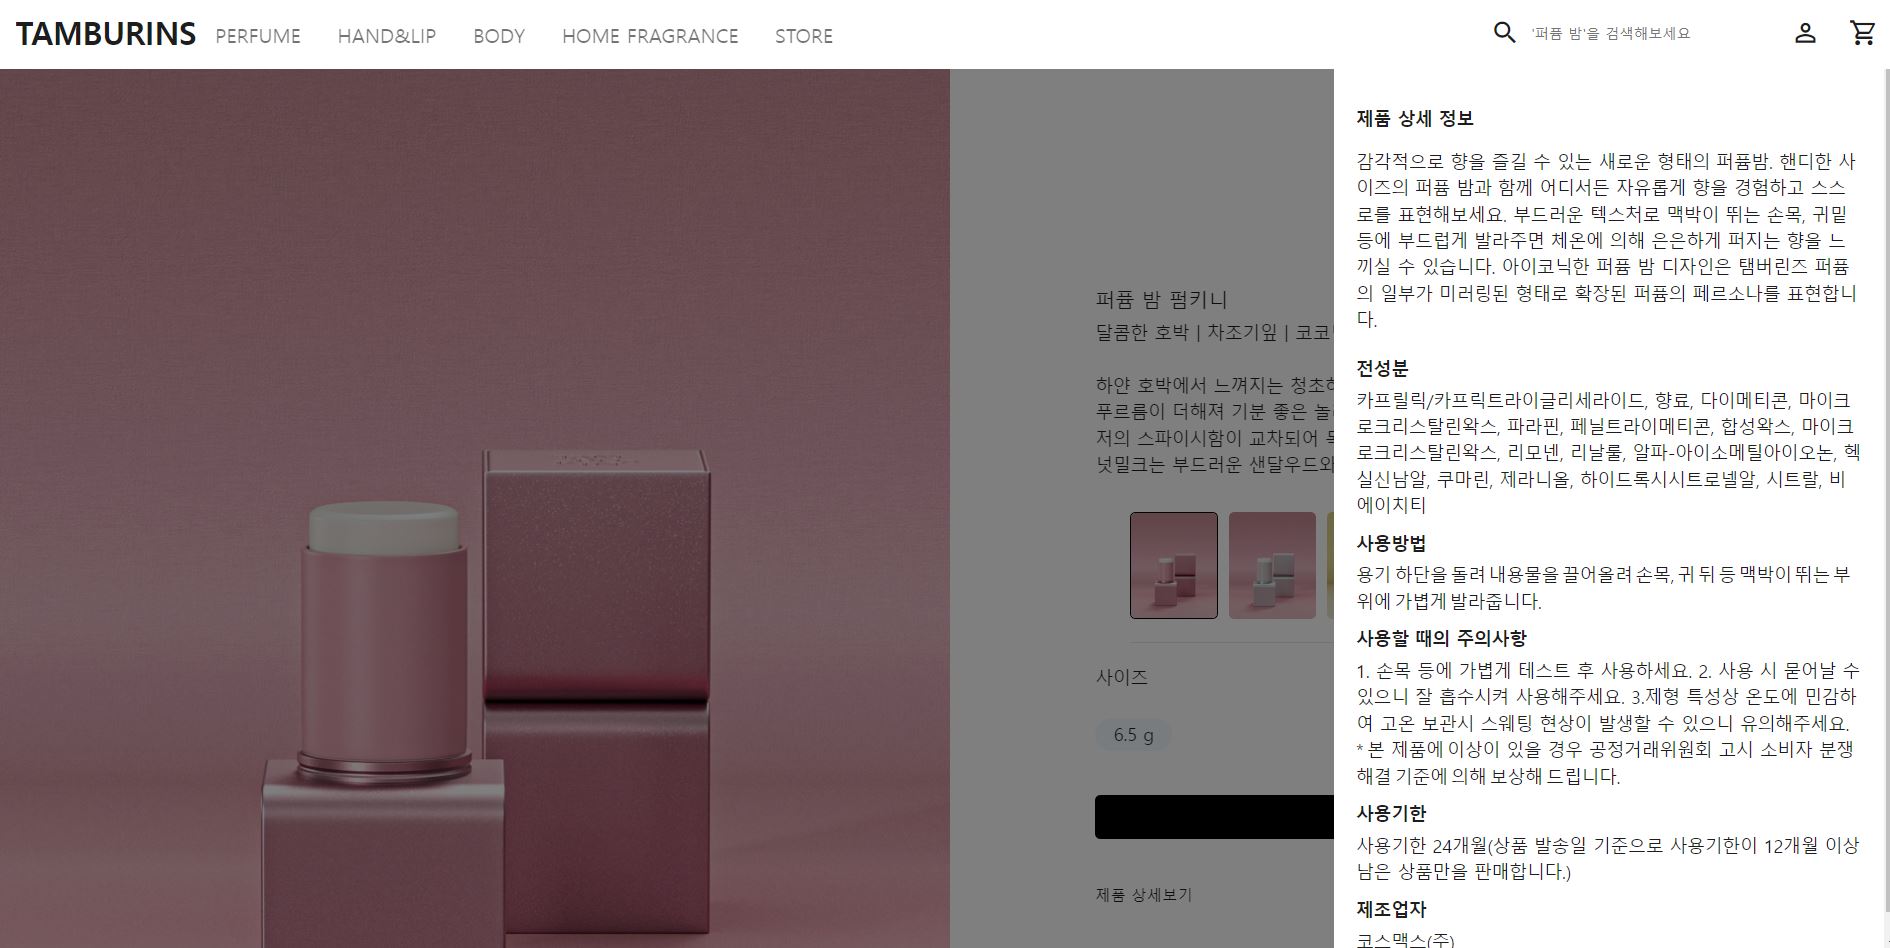 TAMBURINS PERFUME HAND&LIP BODY HOME FRAGRANCE STORE '퍼퓸 밤'을 검색해보세요
퍼퓸 밤 펌키니
달콤한 호박 | 차조기잎 | 코코
하얀 호박에서 느껴지는 청초
푸르름이 더해져 기분 좋은
저의 스파이시함이 교차되어
넛밀크는 부드러운 샌달우드와
사이즈
6.5 g
제품 상세보기
제품 상세 정보
감각적으로 향을 즐길 수 있는 새로운 형태의 퍼퓸밤. 핸디한 사
이즈의 퍼퓸 밤과 함께 어디서든 자유롭게 향을 경험하고 스스
로를 표현해보세요. 부드러운 텍스처로 맥박이 뛰는 손목, 귀밑
등에 부드럽게 발라주면 체온에 의해 은은하게 퍼지는 향을 느
끼실 수 있습니다. 아이코닉한 퍼퓸 밤 디자인은 탬버린즈 퍼퓸
의 일부가 미러링된 형태로 확장된 퍼퓸의 페르소나를 표현합니
다.
전성분
카프릴릭/카프릭트라이글리세라이드, 향료, 다이메티콘, 마이크
로크리스탈린왁스, 파라핀, 페닐트라이메티콘, 합성왁스, 마이크
로크리스탈린왁스, 리모넨, 리날룰, 알파-아이소메틸아이오논, 헥
실신남알, 쿠마린, 제라니올, 하이드록시시트로넬알, 시트랄, 비
에이치티
사용방법
용기 하단을 돌려 내용물을 끌어올려 손목, 귀 뒤 등 맥박이 뛰는 부
위에 가볍게 발라줍니다.
사용할 때의 주의사항
1. 손목 등에 가볍게 테스트 후 사용하세요. 2. 사용 시 묻어날 수
있으니 잘 흡수시켜 사용해주세요. 3.제형 특성상 온도에 민감하
여 고온 보관시 스웨팅 현상이 발생할 수 있으니 유의해주세요.
* 본 제품에 이상이 있을 경우 공정거래위원회 고시 소비자 분쟁
해결 기준에 의해 보상해 드립니다.
사용기한
사용기한 24개월(상품 발송일 기준으로 사용기한이 12개월 이상
남은 상품만을 판매합니다.)
제조업자
코스맥스(주)